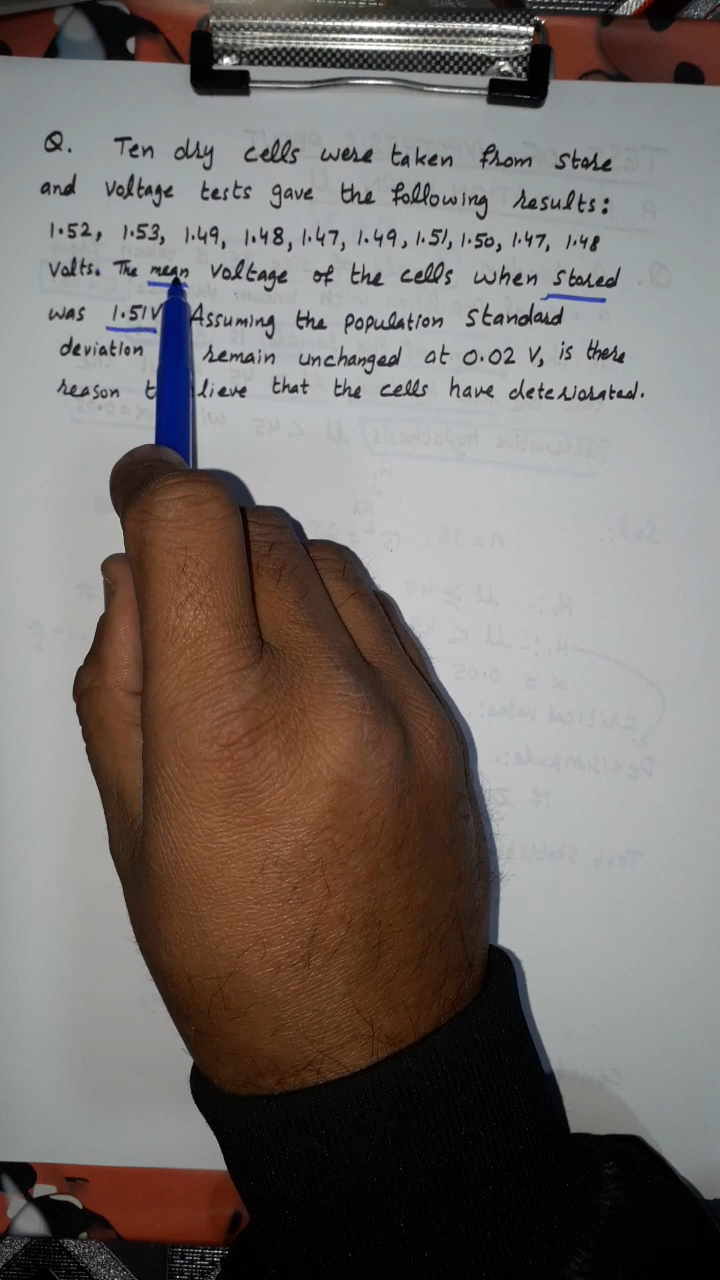 Q. Ten dry cells were taken from store
and voltage tests gave the following results:
1.52, 1.53, 1.49, 1.48, 1.47, 1.49, 1.51, 1.50, 1.47, 1.48
volts. The mean voltage of the cells when stored
was 1.51V Assuming the population standard
deviation remain unchanged at 0.02 V, is there
reason that the cells have deteriorated.